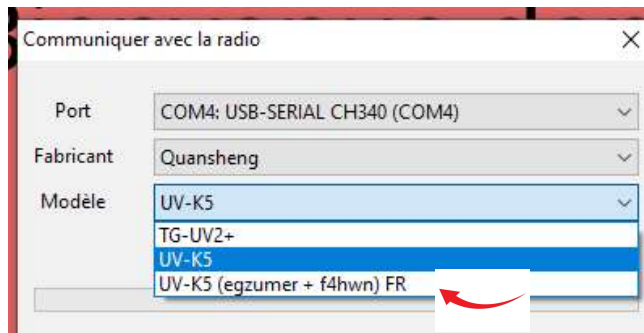 Communiquer avec la radio
Port COM4: USB-SERIAL CH340 (COM4)
Fabricant Quansheng
Modèle UV-K5
TG-UV2+
UV-K5
UV-K5 (egzumer + f4hwn) FR